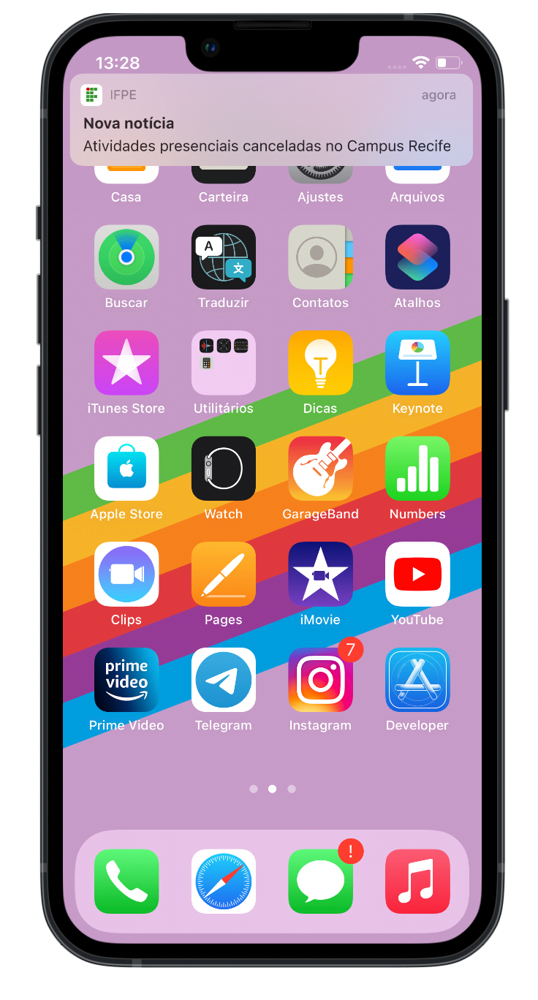 13:28
IFPE
agora
Nova notícia
Atividades presenciais canceladas no Campus Recife
Casa
Carteira
Ajustes
Arquivos
A
文
Buscar
Traduzir
Contatos
Atalhos
iTunes Store
Utilitários
Dicas
Keynote
Apple Store
Watch
GarageBand
Numbers
Clips
Pages
iMovie
YouTube
prime
video
7
Prime Video
Telegram
Instagram
Developer
!